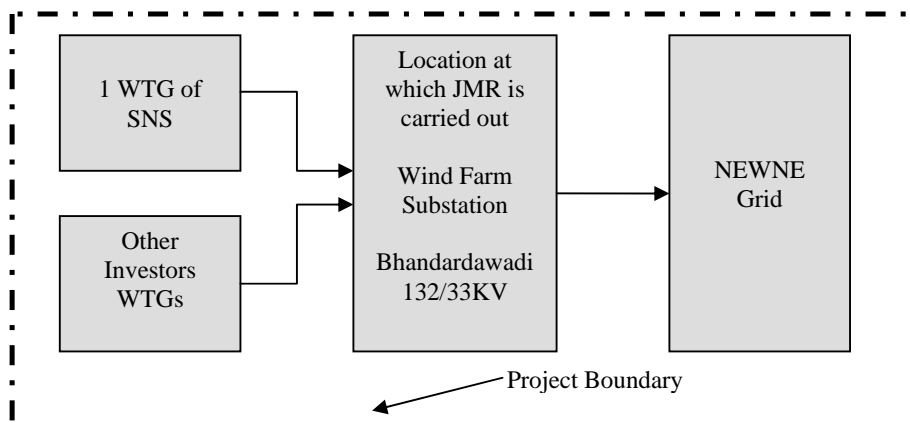 1 WTG of
SNS
Other
Investors
WTGs
Location at
which JMR is
carried out
Wind Farm
Substation
Bhandardawadi
132/33KV
NEWNE
Grid
Project Boundary